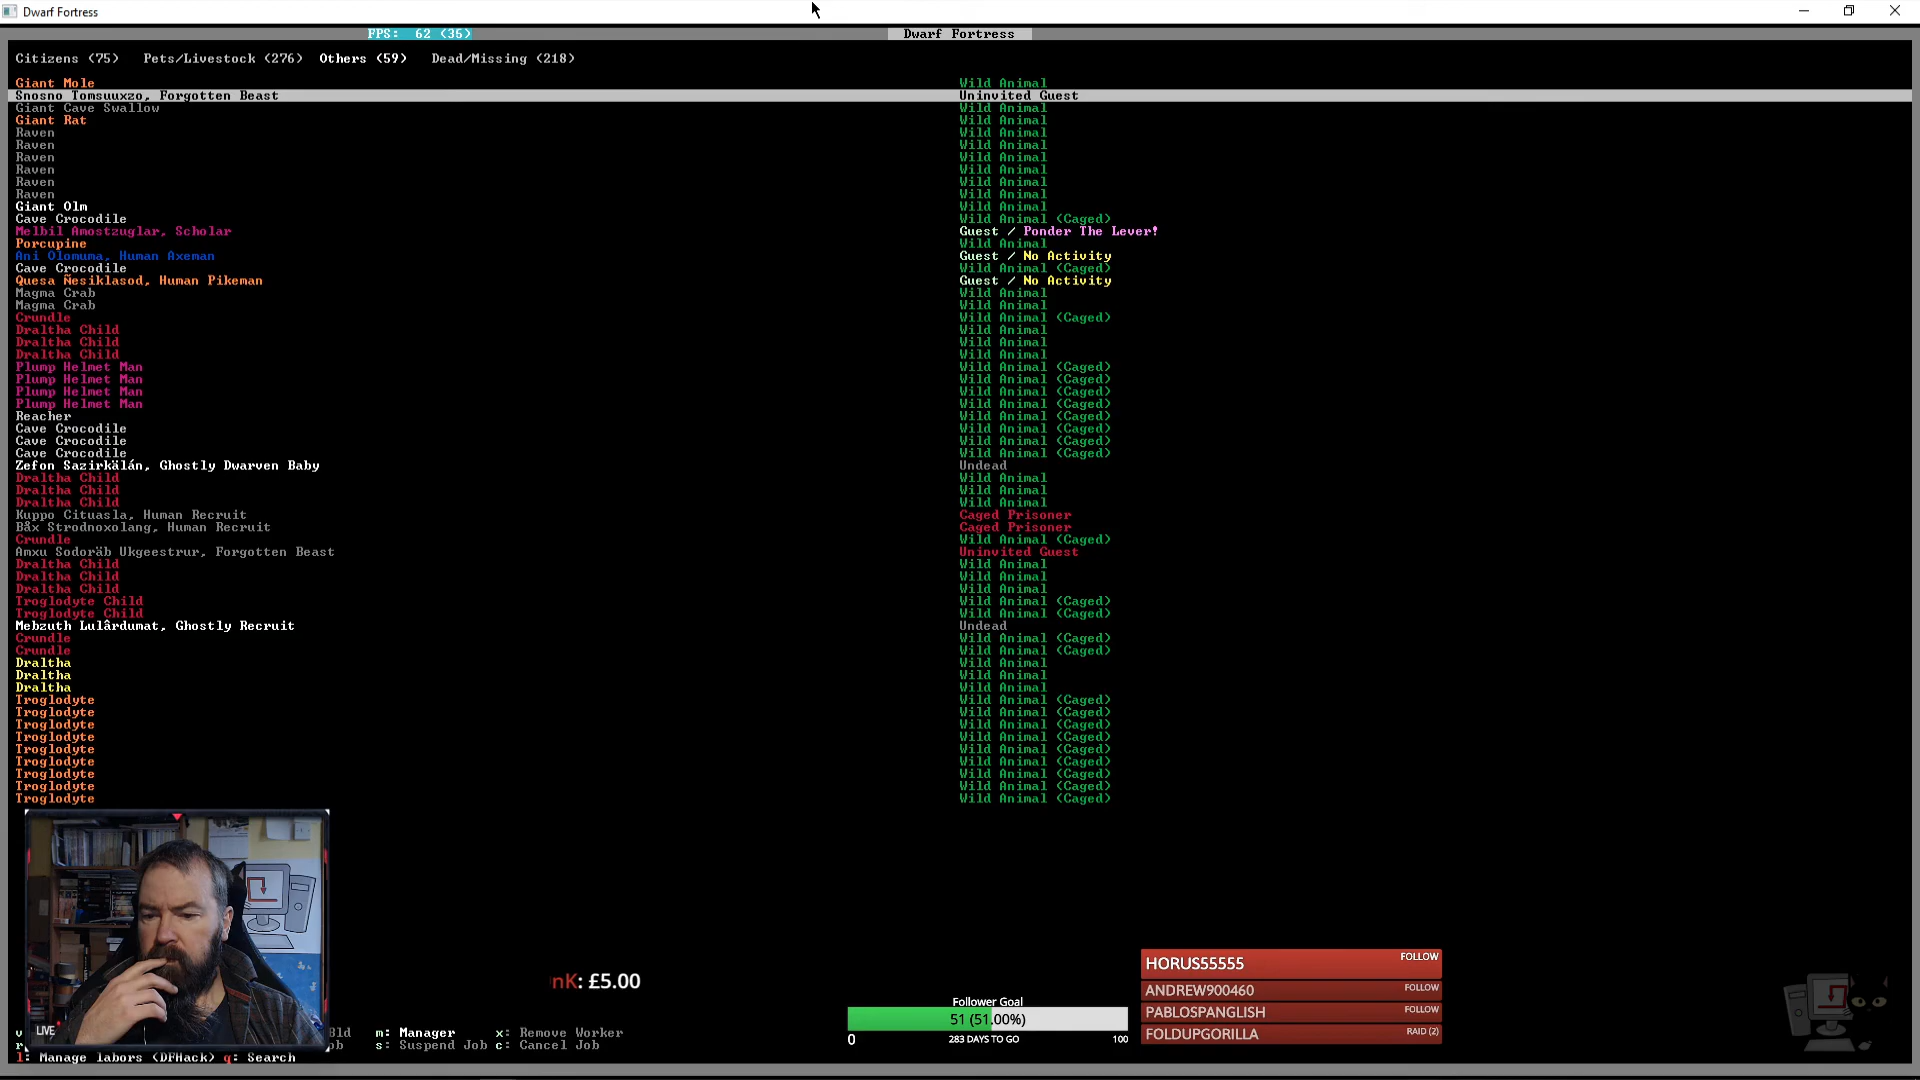 Dwarf Fortress
FPS: 62 (35)
Dwarf Fortress
Citizens (75) Pets/Livestock (276) Others (59) Dead/Missing (218)
Giant Mole Wild Animal
Snosno Tomsuuxzo, Forgotten Beast Uninvited Guest
Giant Cave Swallow Wild Animal
Giant Rat Wild Animal
Raven Wild Animal
Raven Wild Animal
Raven Wild Animal
Raven Wild Animal
Raven Wild Animal
Raven Wild Animal
Giant Olm Wild Animal
Cave Crocodile Wild Animal (Caged)
Melbil Amostzuglar, Scholar Guest / Ponder The Lever!
Porcupine Wild Animal
Ani Olomuma, Human Axeman Guest / No Activity
Cave Crocodile Wild Animal (Caged)
Quesa Ñesiklasod, Human Pikeman Guest / No Activity
Magma Crab Wild Animal
Magma Crab Wild Animal
Crundle Wild Animal (Caged)
Draltha Child Wild Animal
Draltha Child Wild Animal
Draltha Child Wild Animal
Plump Helmet Man Wild Animal (Caged)
Plump Helmet Man Wild Animal (Caged)
Plump Helmet Man Wild Animal (Caged)
Plump Helmet Man Wild Animal (Caged)
Reacher Wild Animal (Caged)
Cave Crocodile Wild Animal (Caged)
Cave Crocodile Wild Animal (Caged)
Cave Crocodile Wild Animal (Caged)
Zefon Sazirkälán, Ghostly Dwarven Baby Undead
Draltha Child Wild Animal
Draltha Child Wild Animal
Draltha Child Wild Animal
Kuppo Cituasla, Human Recruit Caged Prisoner
Båx Strodnoxolang, Human Recruit Caged Prisoner
Crundle Wild Animal (Caged)
Amxu Sodoräb Ukgeestrur, Forgotten Beast Uninvited Guest
Draltha Child Wild Animal
Draltha Child Wild Animal
Draltha Child Wild Animal
Troglodyte Child Wild Animal (Caged)
Troglodyte Child Wild Animal (Caged)
Mebzuth Lulârdumat, Ghostly Recruit Undead
Crundle Wild Animal (Caged)
Crundle Wild Animal (Caged)
Draltha Wild Animal
Draltha Wild Animal
Draltha Wild Animal
Troglodyte Wild Animal (Caged)
Troglodyte Wild Animal (Caged)
Troglodyte Wild Animal (Caged)
Troglodyte Wild Animal (Caged)
Troglodyte Wild Animal (Caged)
Troglodyte Wild Animal (Caged)
Troglodyte Wild Animal (Caged)
Troglodyte Wild Animal (Caged)
Troglodyte Wild Animal (Caged)
nK: £5.00
HORUS55555 FOLLOW
ANDREW900460 FOLLOW
PABLOSPANGLISH FOLLOW
FOLDUPGORILLA RAID (2)
Follower Goal
51 (51.00%)
0 283 DAYS TO GO 100
LIVE
m: Manager x: Remove Worker
s: Suspend Job c: Cancel Job
l: Manage labors (DFHack) q: Search